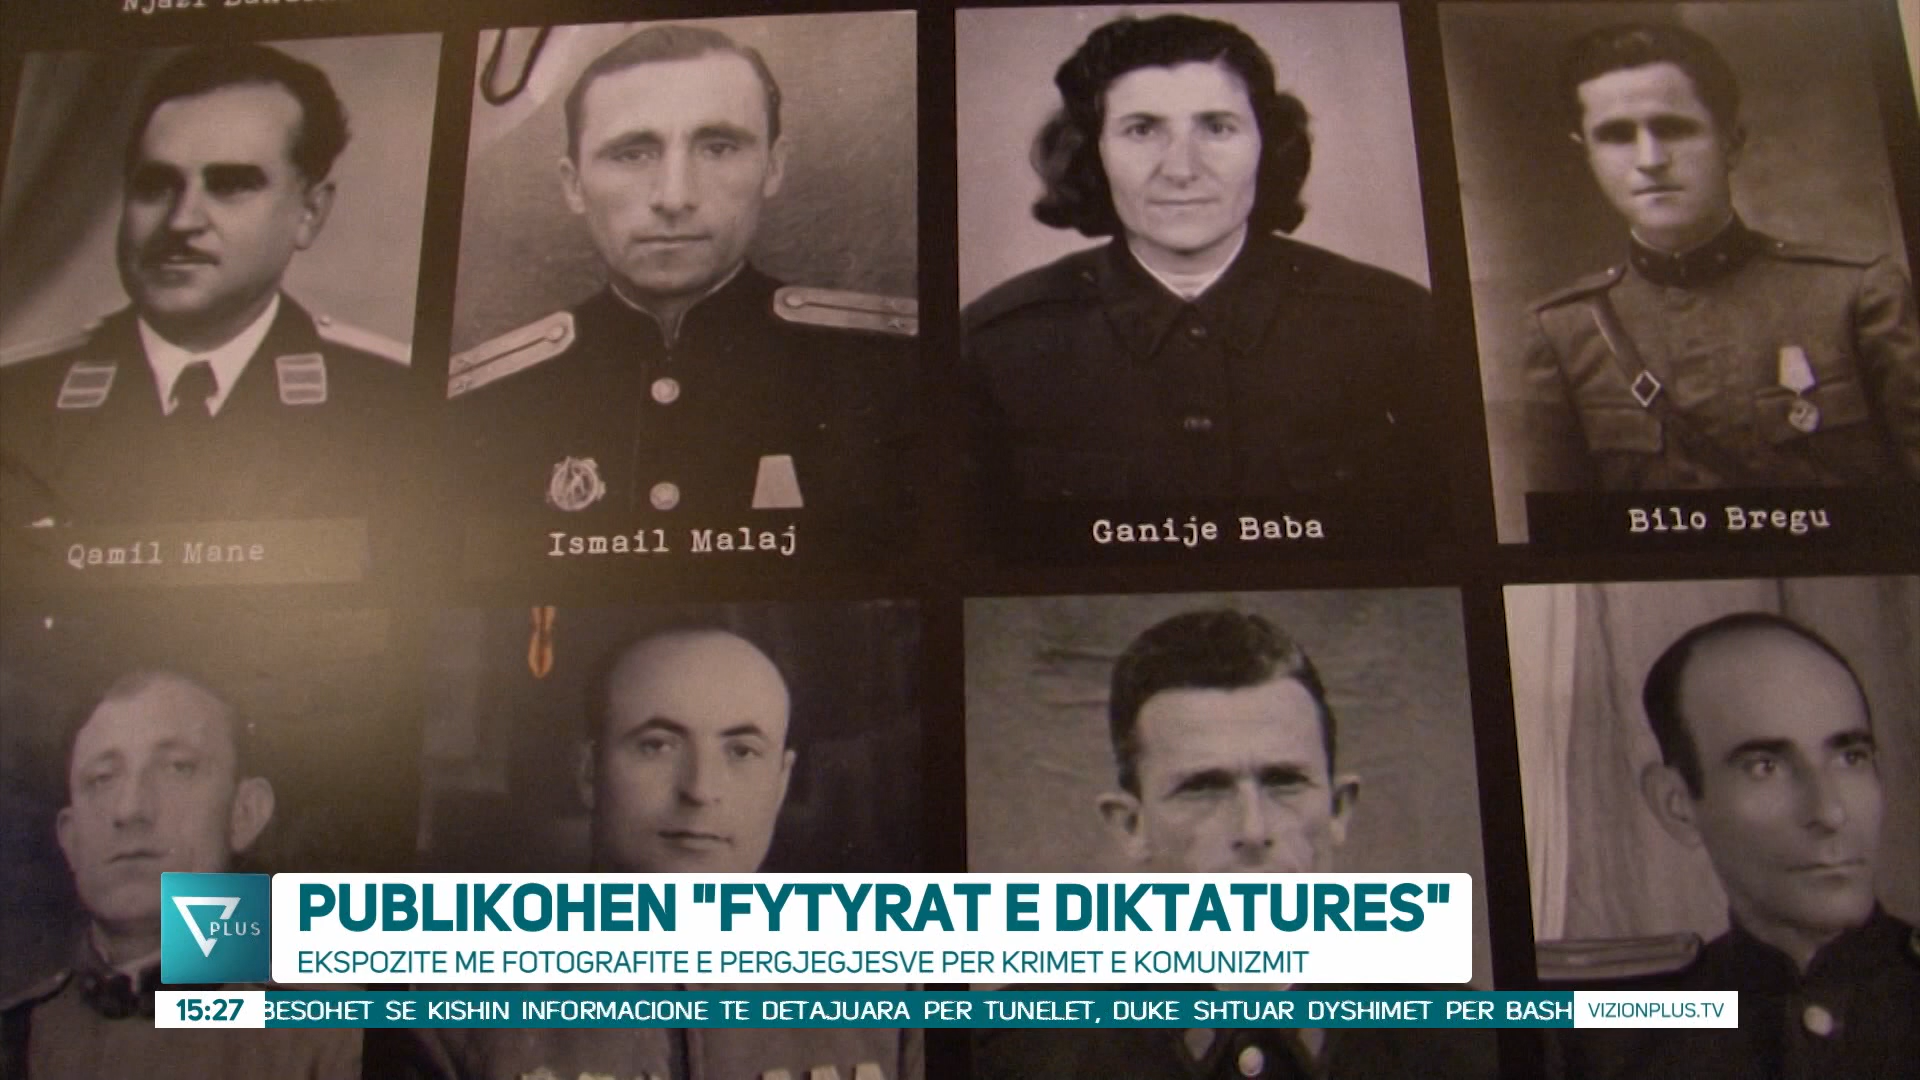 Njazi
Qamil Mane
Ismail Malaj
Ganije Baba
Bilo Bregu
PLUS
PUBLIKOHEN "FYTYRAT E DIKTATURES"
EKSPOZITE ME FOTOGRAFITE E PERGJEGJESVE PER KRIMET E KOMUNIZMIT
15:27
BESOHET SE KISHIN INFORMACIONE TE DETAJUARA PER TUNELET, DUKE SHTUAR DYSHIMET PER BASH
VIZIONPLUS.TV